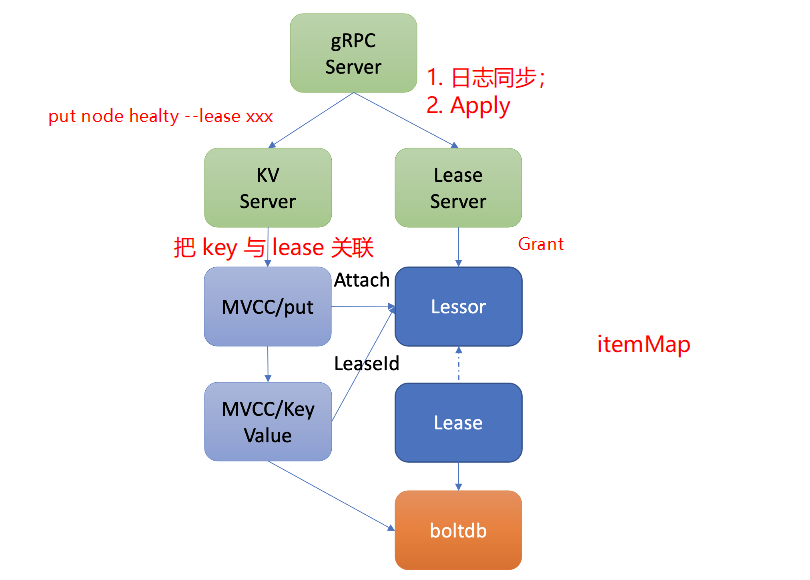 gRPC
Server
1. 日志同步；
2. Apply
put node healty --lease xxx
KV
Server
Lease
Server
把 key 与 lease 关联
Grant
Attach
MVCC/put
Lessor
itemMap
LeaseId
MVCC/Key
Value
Lease
boltdb